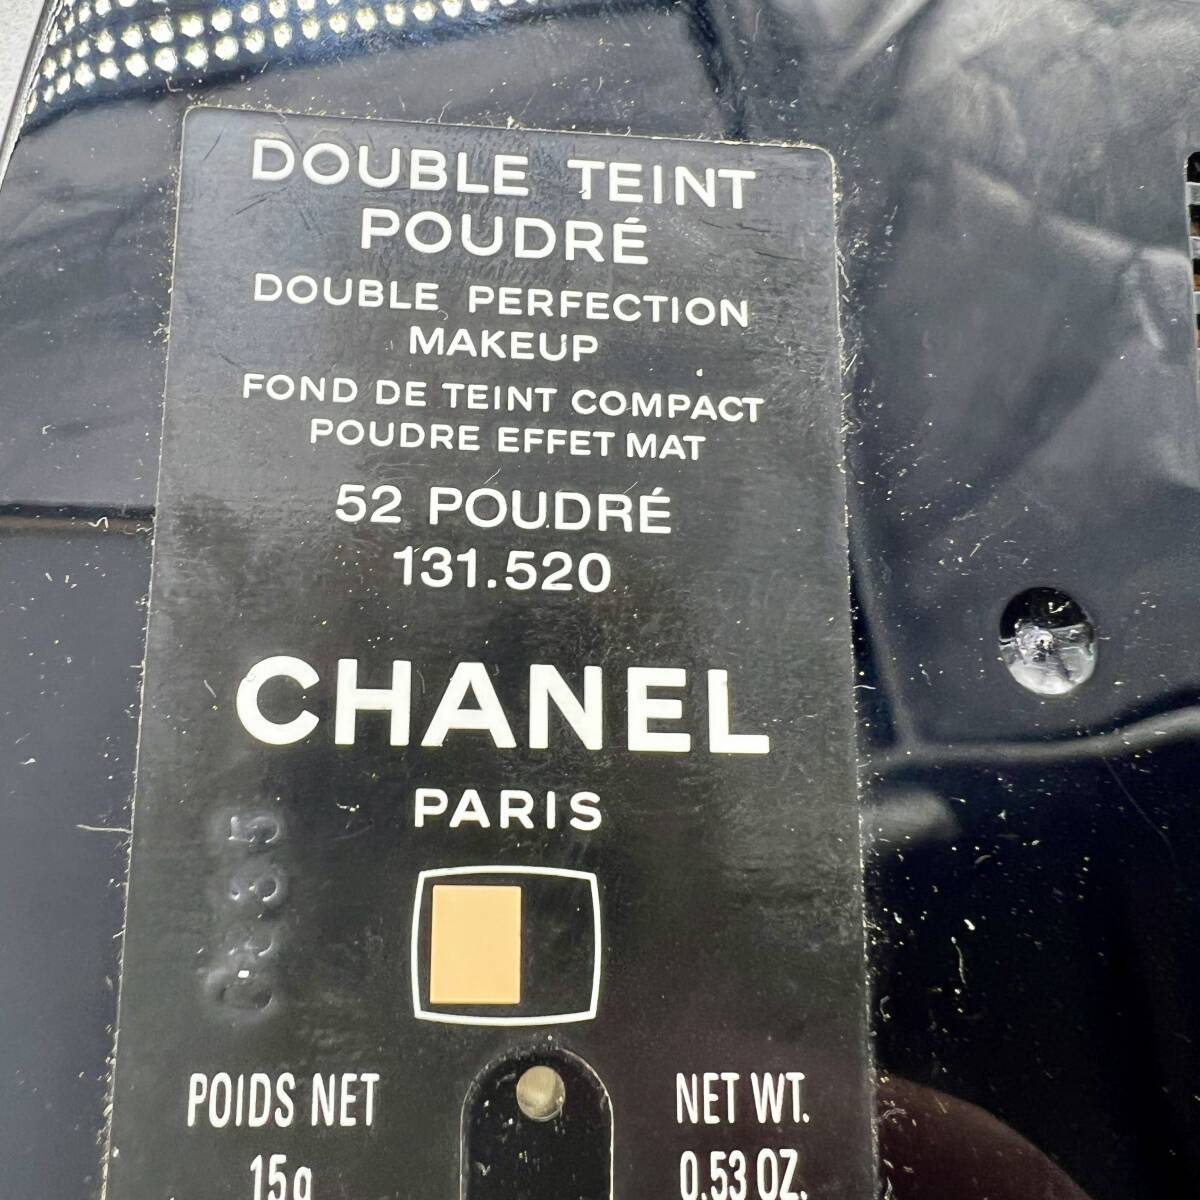 DOUBLE TEINT
POUDRÉ
DOUBLE PERFECTION
MAKEUP
FOND DE TEINT COMPACT
POUDRE EFFET MAT
52 POUDRÉ
131.520
CHANEL
PARIS
POIDS NET
15g
NET WT.
0.53 OZ.